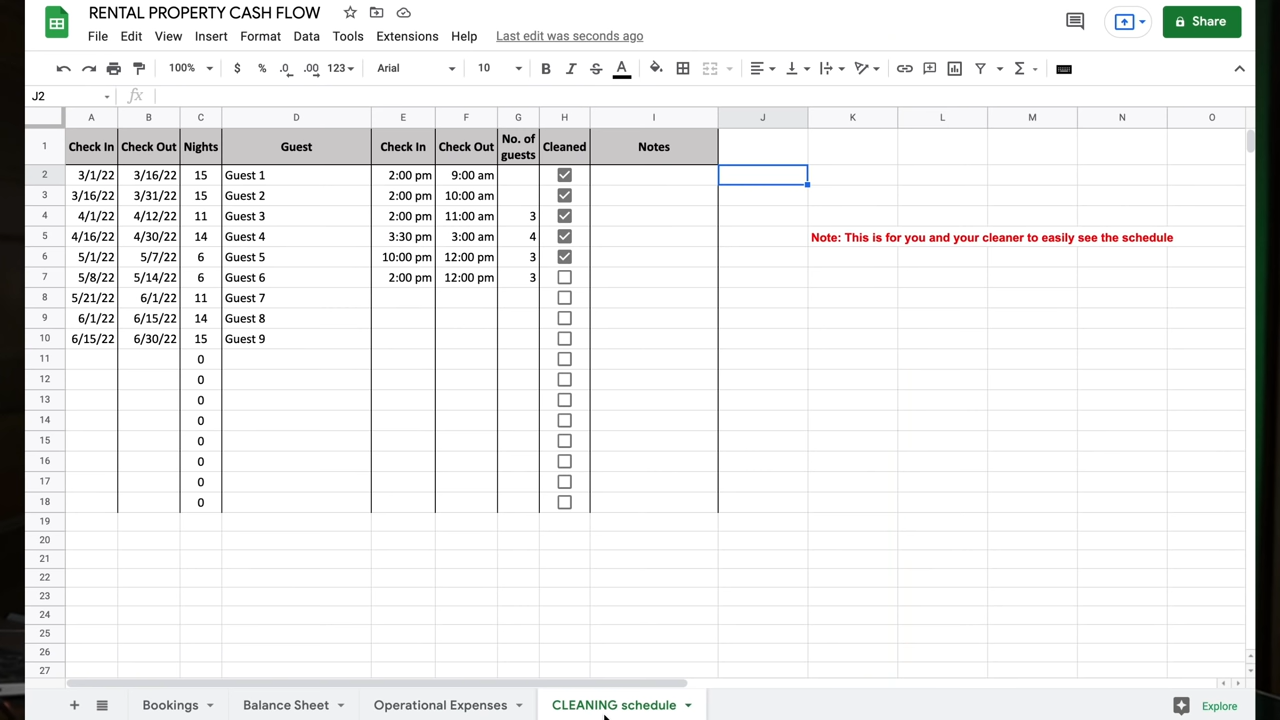 RENTAL PROPERTY CASH FLOW
File Edit View Insert Format Data Tools Extensions Help Last edit was seconds ago
Share
100% $ % .0 .00 123 Arial 10 B I S A
J2 fx
A B C D E F G H I J K L M N O
1 Check In Check Out Nights Guest Check In Check Out No. of guests Cleaned Notes
2 3/1/22 3/16/22 15 Guest 1 2:00 pm 9:00 am
3 3/16/22 3/31/22 15 Guest 2 2:00 pm 10:00 am
4 4/1/22 4/12/22 11 Guest 3 2:00 pm 11:00 am 3
5 4/16/22 4/30/22 14 Guest 4 3:30 pm 3:00 am 4 Note: This is for you and your cleaner to easily see the schedule
6 5/1/22 5/7/22 6 Guest 5 10:00 pm 12:00 pm 3
7 5/8/22 5/14/22 6 Guest 6 2:00 pm 12:00 pm 3
8 5/21/22 6/1/22 11 Guest 7
9 6/1/22 6/15/22 14 Guest 8
10 6/15/22 6/30/22 15 Guest 9
11 0
12 0
13 0
14 0
15 0
16 0
17 0
18 0
19
20
21
22
23
24
25
26
27
Bookings Balance Sheet Operational Expenses CLEANING schedule Explore